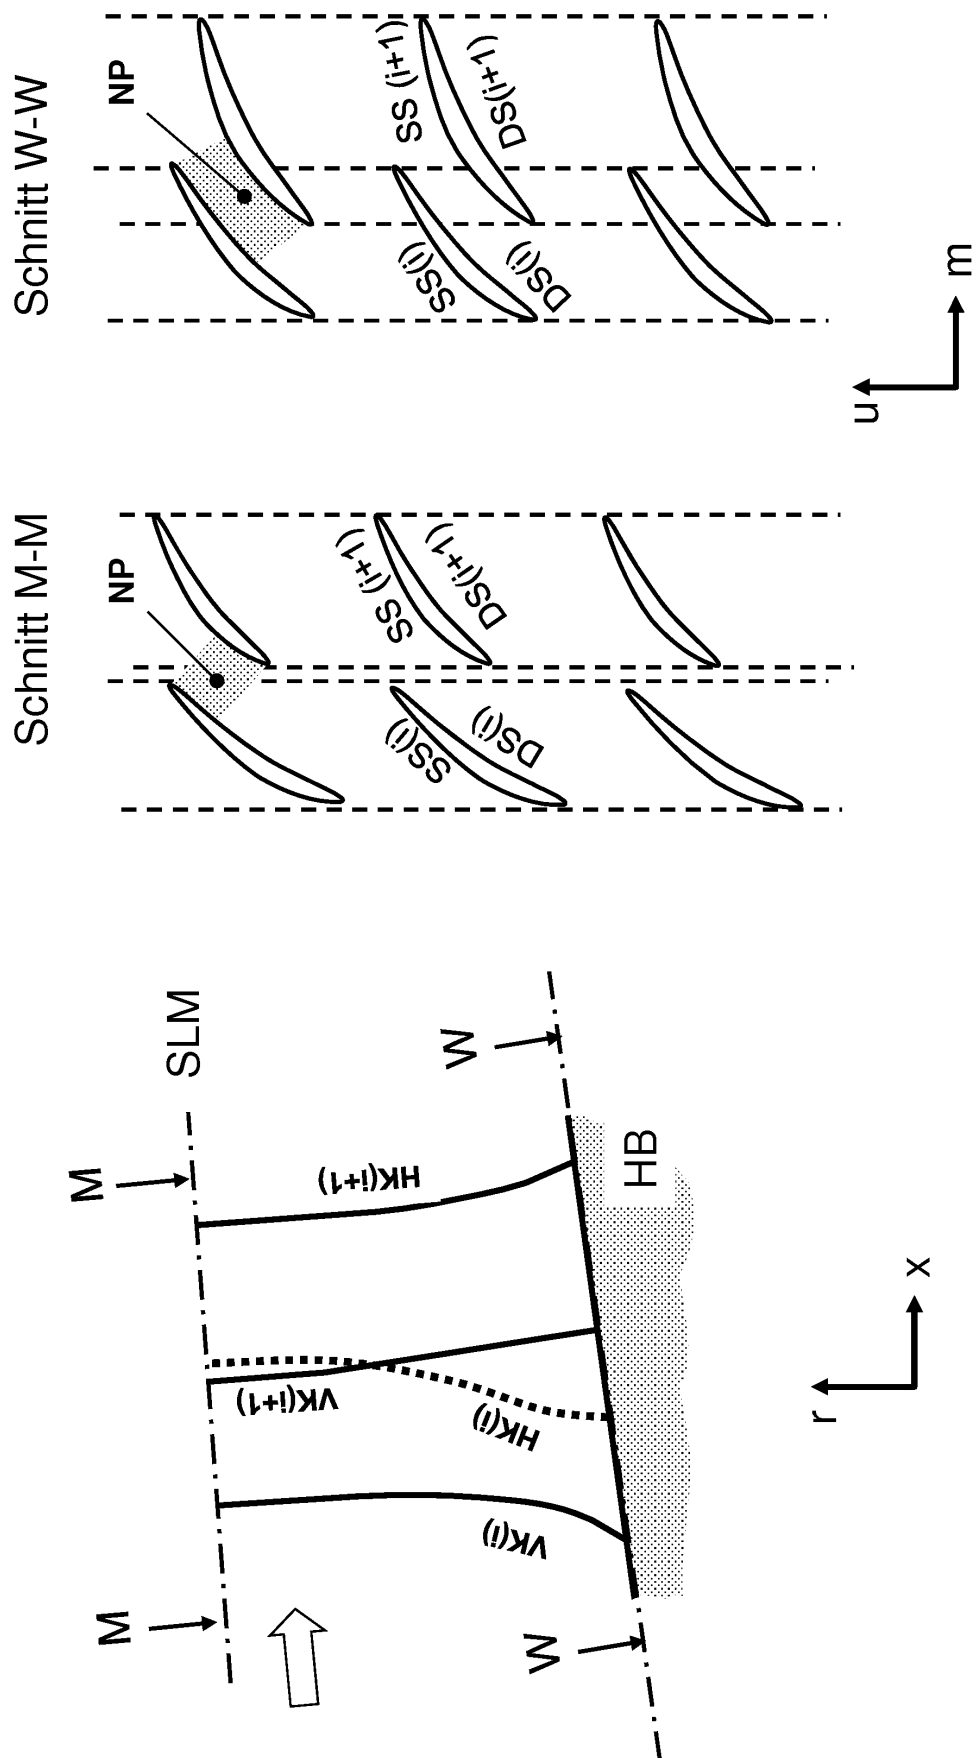 M
M
SLM
VK(i)
HK(i)
VK(i+1)
HK(i+1)
W
W
HB
r
x
Schnitt M-M
NP
SS(i)
DS(i)
SS (i+1)
DS(i+1)
Schnitt W-W
NP
SS(i)
DS(i)
SS (i+1)
DS(i+1)
u
m